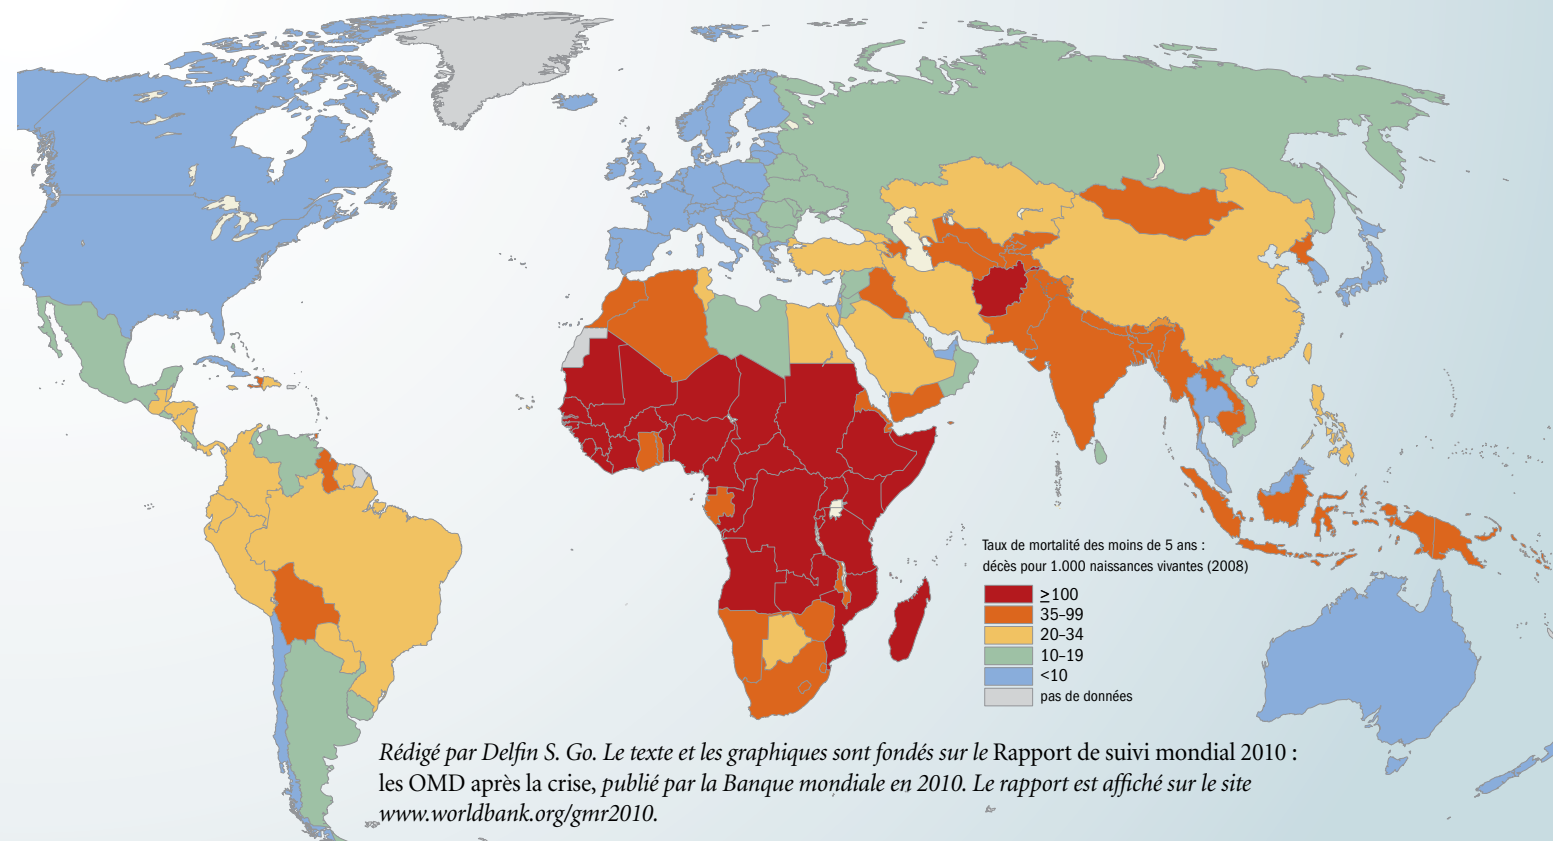 Taux de mortalité des moins de 5 ans :
décès pour 1.000 naissances vivantes (2008)
≥100
35–99
20–34
10–19
<10
pas de données
Rédigé par Delfin S. Go. Le texte et les graphiques sont fondés sur le Rapport de suivi mondial 2010 :
les OMD après la crise, publié par la Banque mondiale en 2010. Le rapport est affiché sur le site
www.worldbank.org/gmr2010.